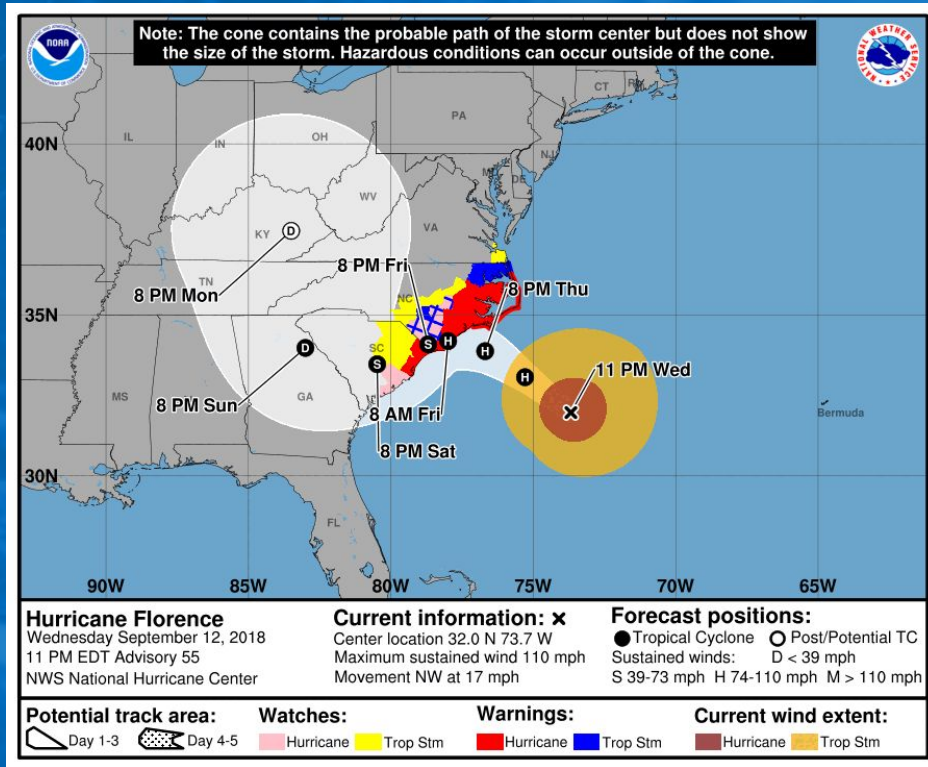 Note: The cone contains the probable path of the storm center but does not show
the size of the storm. Hazardous conditions can occur outside of the cone.
NOAA
NATIONAL WEATHER SERVICE
CT
RI
PA
NJ
MD
DE
40N
IL
IN
OH
WV
VA
KY
8 PM Fri
8 PM Thu
D
8 PM Mon
TN
NC
35N
S
H
H
H
D
SC
S
11 PM Wed
MS
AL
GA
8 PM Sun
8 AM Fri
Bermuda
8 PM Sat
30N
FL
90W
85W
80W
75W
70W
65W
Hurricane Florence
Wednesday September 12, 2018
11 PM EDT Advisory 55
NWS National Hurricane Center
Current information: x
Center location 32.0 N 73.7 W
Maximum sustained wind 110 mph
Movement NW at 17 mph
Forecast positions:
Tropical Cyclone Post/Potential TC
Sustained winds: D < 39 mph
S 39-73 mph H 74-110 mph M > 110 mph
Potential track area:
Day 1-3 Day 4-5
Watches:
Hurricane Trop Stm
Warnings:
Hurricane Trop Stm
Current wind extent:
Hurricane Trop Stm